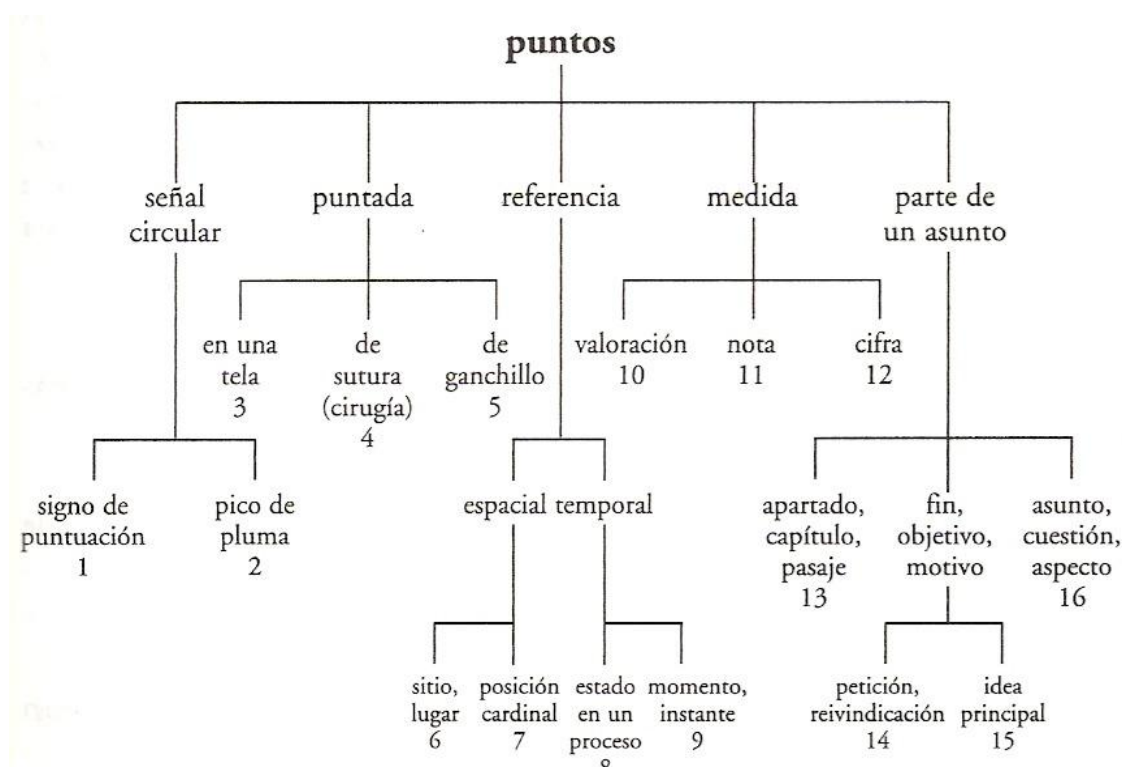 puntos
señal
circular
puntada
referencia
medida
parte de
un asunto
en una
tela
3
de
sutura
(cirugía)
4
de
ganchillo
5
valoración
10
nota
11
cifra
12
signo de
puntuación
1
pico de
pluma
2
espacial temporal
apartado,
capítulo,
pasaje
13
fin,
objetivo,
motivo
asunto,
cuestión,
aspecto
16
sitio,
lugar
6
posición
cardinal
7
estado
en un
proceso
8
momento,
instante
9
petición,
reivindicación
14
idea
principal
15